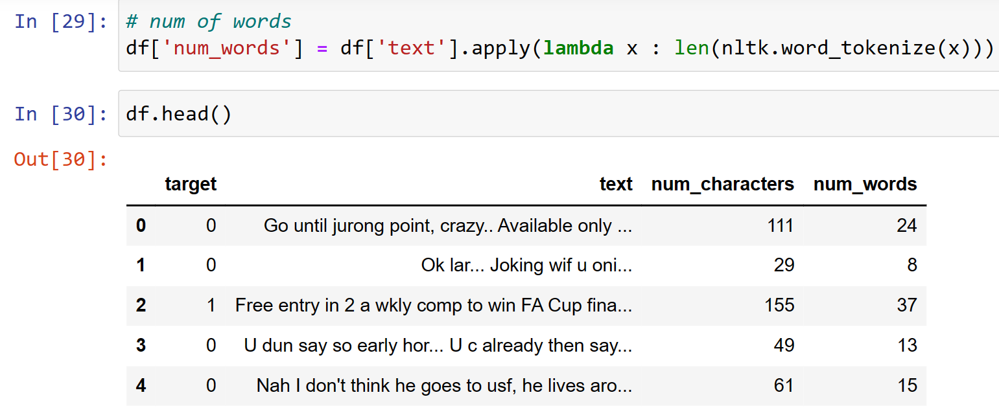 In [29]: # num of words
df['num_words'] = df['text'].apply(lambda x : len(nltk.word_tokenize(x)))
In [30]: df.head()
Out[30]:
target text num_characters num_words
0 0 Go until jurong point, crazy.. Available only ... 111 24
1 0 Ok lar... Joking wif u oni... 29 8
2 1 Free entry in 2 a wkly comp to win FA Cup fina... 155 37
3 0 U dun say so early hor... U c already then say... 49 13
4 0 Nah I don't think he goes to usf, he lives aro... 61 15